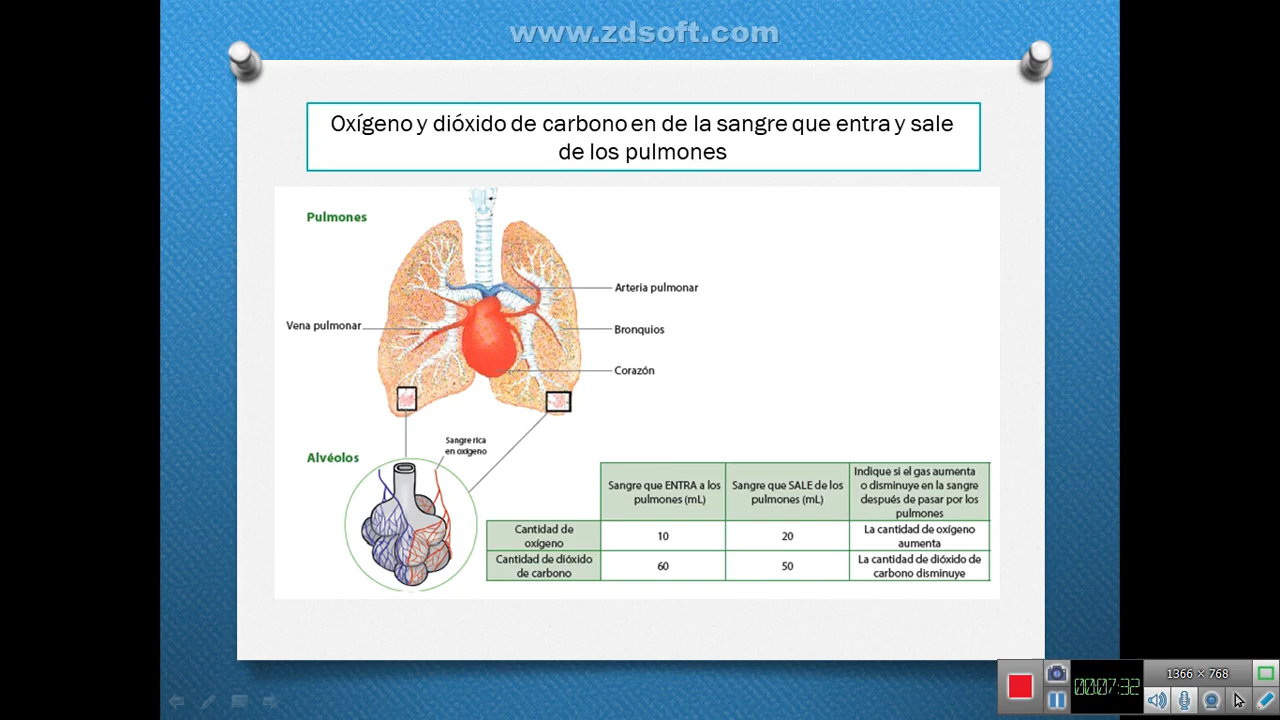 www.zdsoft.com
Oxígeno y dióxido de carbono en de la sangre que entra y sale
de los pulmones
Pulmones
Arteria pulmonar
Vena pulmonar
Bronquios
Corazón
Sangre rica
en oxígeno
Alvéolos
Sangre que ENTRA a los
pulmones (mL)
Sangre que SALE de los
pulmones (mL)
Indique si el gas aumenta
o disminuye en la sangre
después de pasar por los
pulmones
Cantidad de
oxígeno
10
20
La cantidad de oxígeno
aumenta
Cantidad de dióxido
de carbono
60
50
La cantidad de dióxido de
carbono disminuye
1366 × 768
00:07:32